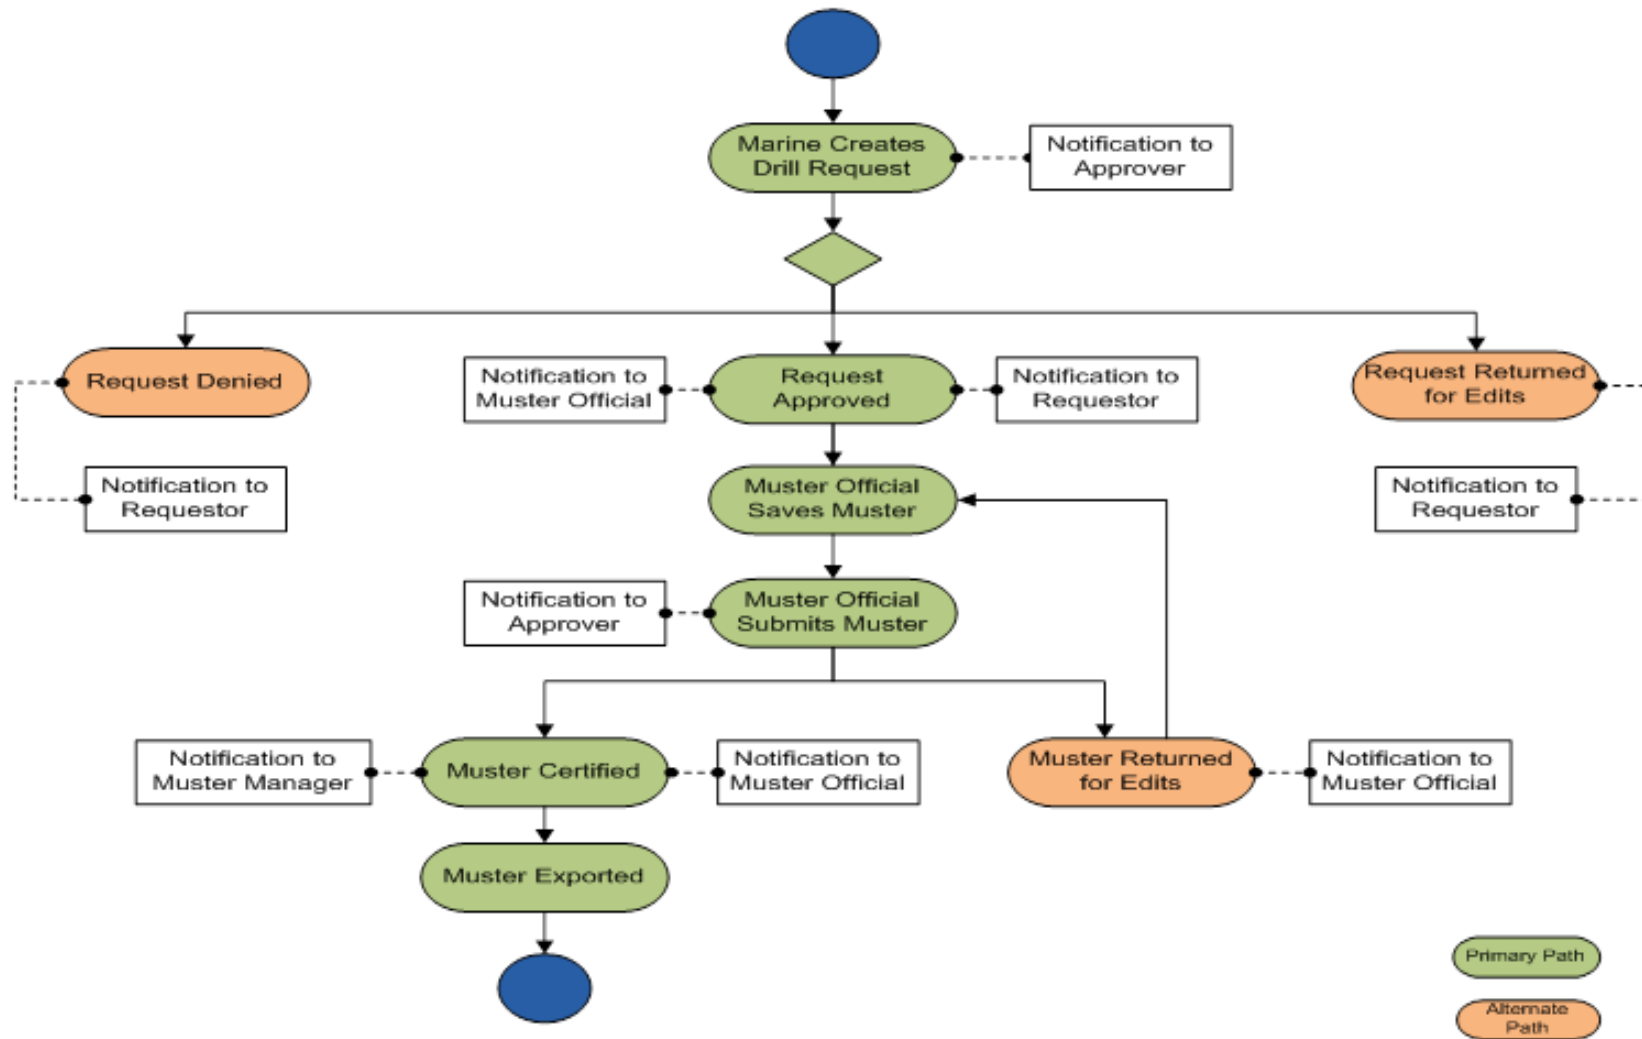 Marine Creates
Drill Request
Notification to
Approver
Request Denied
Notification to
Muster Official
Request
Approved
Notification to
Requestor
Request Returned
for Edits
Notification to
Requestor
Muster Official
Saves Muster
Notification to
Requestor
Notification to
Approver
Muster Official
Submits Muster
Notification to
Muster Manager
Muster Certified
Notification to
Muster Official
Muster Returned
for Edits
Notification to
Muster Official
Muster Exported
Primary Path
Alternate
Path